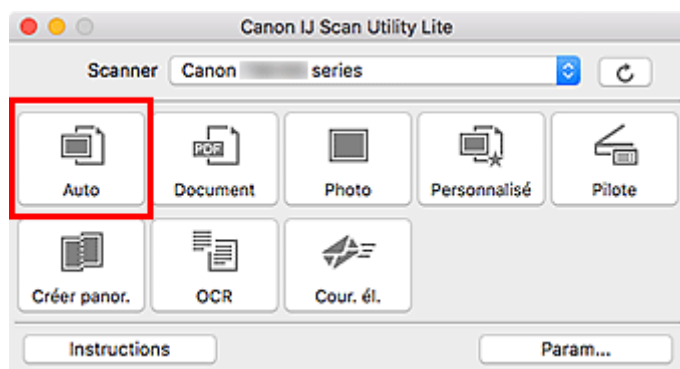 Canon IJ Scan Utility Lite
Scanner Canon series
Auto Document Photo Personnalisé Pilote
Créer panor. OCR Cour. él.
Instructions Param...